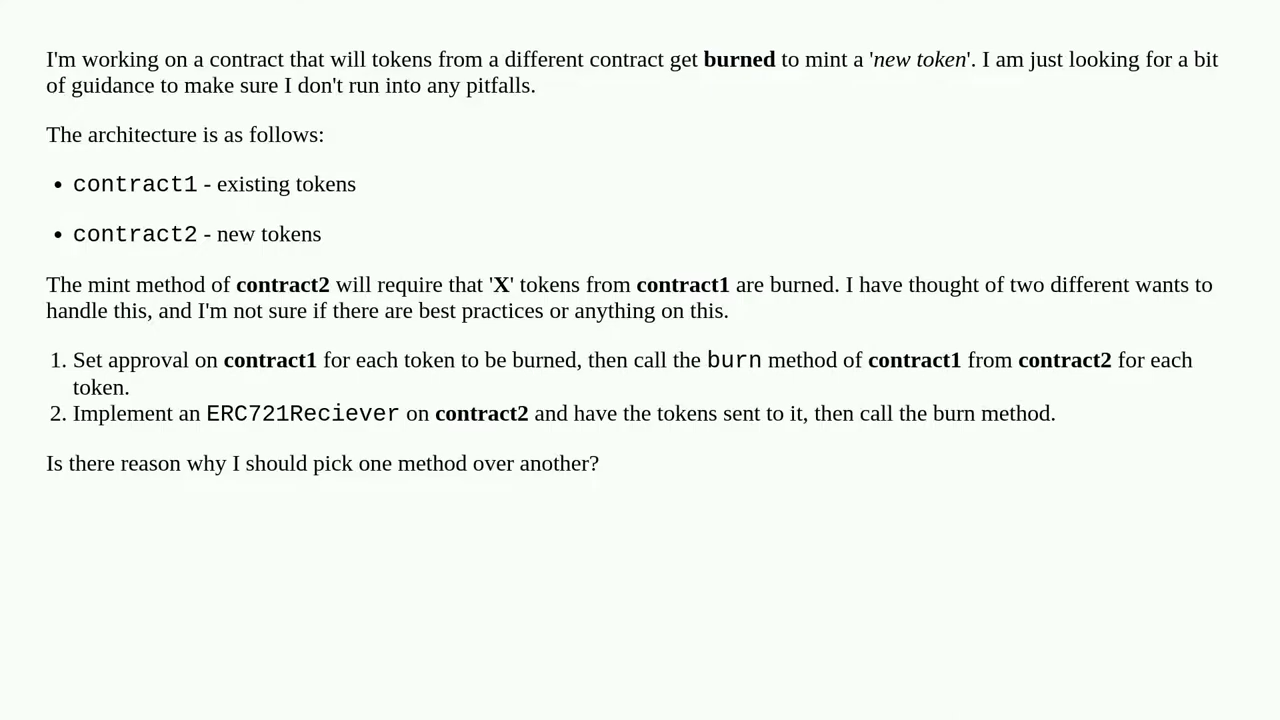 I'm working on a contract that will tokens from a different contract get burned to mint a 'new token'. I am just looking for a bit
of guidance to make sure I don't run into any pitfalls.
The architecture is as follows:
• contract1 - existing tokens
• contract2 - new tokens
The mint method of contract2 will require that 'X' tokens from contract1 are burned. I have thought of two different wants to
handle this, and I'm not sure if there are best practices or anything on this.
1. Set approval on contract1 for each token to be burned, then call the burn method of contract1 from contract2 for each
token.
2. Implement an ERC721Reciever on contract2 and have the tokens sent to it, then call the burn method.
Is there reason why I should pick one method over another?